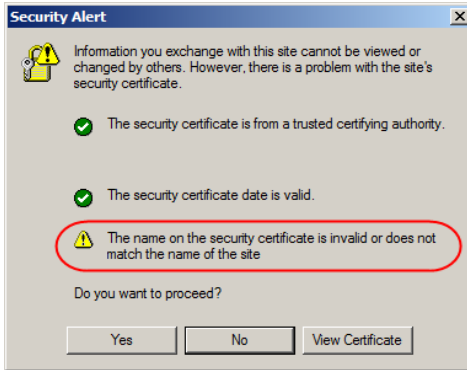 Security Alert
Information you exchange with this site cannot be viewed or
changed by others. However, there is a problem with the site's
security certificate.
The security certificate is from a trusted certifying authority.
The security certificate date is valid.
The name on the security certificate is invalid or does not
match the name of the site
Do you want to proceed?
Yes No View Certificate